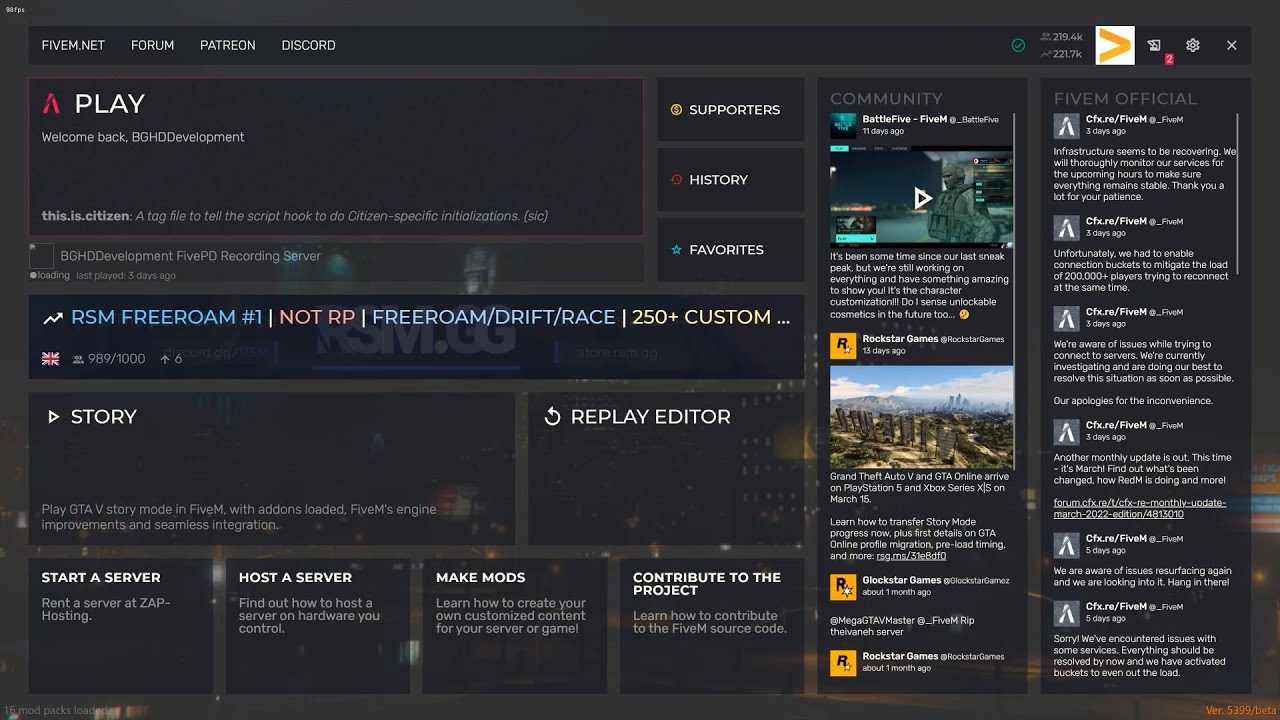 98fps
FIVEM.NET
FORUM
PATREON
DISCORD
219.4k
221.7k
2
PLAY
Welcome back, BGHDDevelopment
this.is.citizen: A tag file to tell the script hook to do Citizen-specific initializations. (sic)
BGHDDevelopment FivePD Recording Server
loading last played: 3 days ago
SUPPORTERS
HISTORY
FAVORITES
RSM FREEROAM #1 | NOT RP | FREEROAM/DRIFT/RACE | 250+ CUSTOM ...
RSM.GG
discord.gg/RSM
store.rsm.gg
989/1000
6
STORY
Play GTA V story mode in FiveM, with addons loaded, FiveM's engine
improvements and seamless integration.
REPLAY EDITOR
START A SERVER
Rent a server at ZAP-
Hosting.
HOST A SERVER
Find out how to host a
server on hardware you
control.
MAKE MODS
Learn how to create your
own customized content
for your server or game!
CONTRIBUTE TO THE
PROJECT
Learn how to contribute
to the FiveM source code.
COMMUNITY
BattleFive - FiveM @_BattleFive
11 days ago
It's been some time since our last sneak
peak, but we're still working on
everything and have something amazing
to show you! It's the character
customization!!! Do I sense unlockable
cosmetics in the future too... 🤔
Rockstar Games @RockstarGames
13 days ago
Grand Theft Auto V and GTA Online arrive
on PlayStation 5 and Xbox Series X|S on
March 15.
Learn how to transfer Story Mode
progress now, plus first details on GTA
Online profile migration, pre-load timing,
and more: rsg.ms/31e8df0
Glockstar Games @GlockstarGamez
about 1 month ago
@MegaGTAVMaster @_FiveM Rip
theivaneh server
Rockstar Games @RockstarGames
about 1 month ago
FIVEM OFFICIAL
Cfx.re/FiveM @_FiveM
3 days ago
Infrastructure seems to be recovering. We
will thoroughly monitor our services for
the upcoming hours to make sure
everything remains stable. Thank you a
lot for your patience.
Cfx.re/FiveM @_FiveM
3 days ago
Unfortunately, we had to enable
connection buckets to mitigate the load
of 200.000+ players trying to reconnect
at the same time.
Cfx.re/FiveM @_FiveM
3 days ago
We're aware of issues while trying to
connect to servers. We're currently
investigating and are doing our best to
resolve this situation as soon as possible.
Our apologies for the inconvenience.
Cfx.re/FiveM @_FiveM
3 days ago
Another monthly update is out. This time
- it's March! Find out what's been
changed, how RedM is doing and more!
forum.cfx.re/t/cfx-re-monthly-update-
march-2022-edition/4813010
Cfx.re/FiveM @_FiveM
5 days ago
We are aware of issues resurfacing again
and we are looking into it. Hang in there!
Cfx.re/FiveM @_FiveM
5 days ago
Sorry! We've encountered issues with
some services. Everything should be
resolved by now and we have activated
buckets to even out the load.
16 mod packs loaded
Ver. 5399/beta